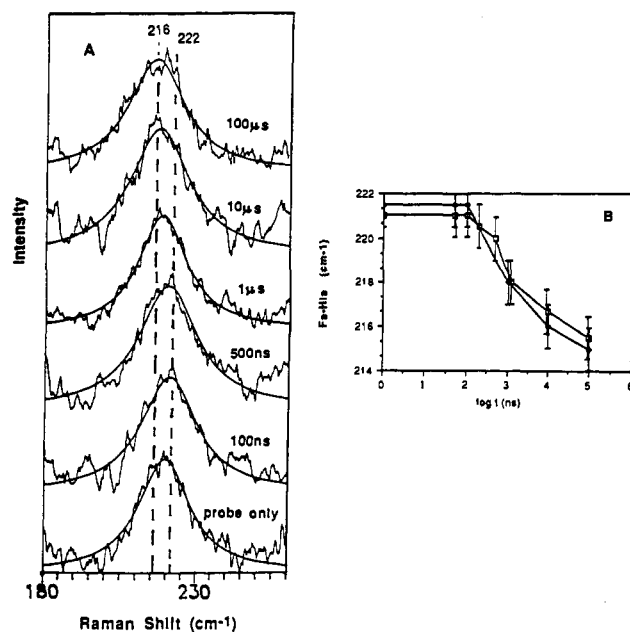 A
216
222
100μs
10μs
1μs
500ns
100ns
probe only
Intensity
180
230
Raman Shift (cm-1)
B
222
220
218
216
214
Fe-His (cm-1)
0
1
2
3
4
5
6
log t (ns)